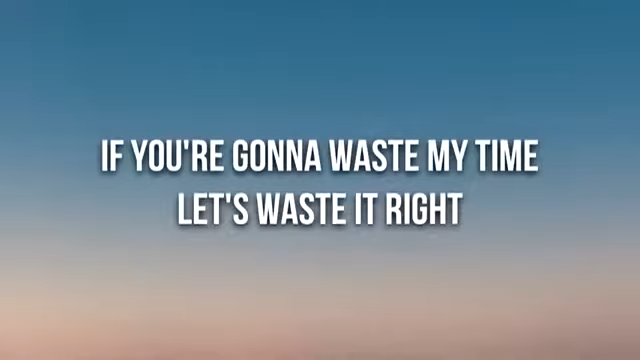 IF YOU'RE GONNA WASTE MY TIME
LET'S WASTE IT RIGHT